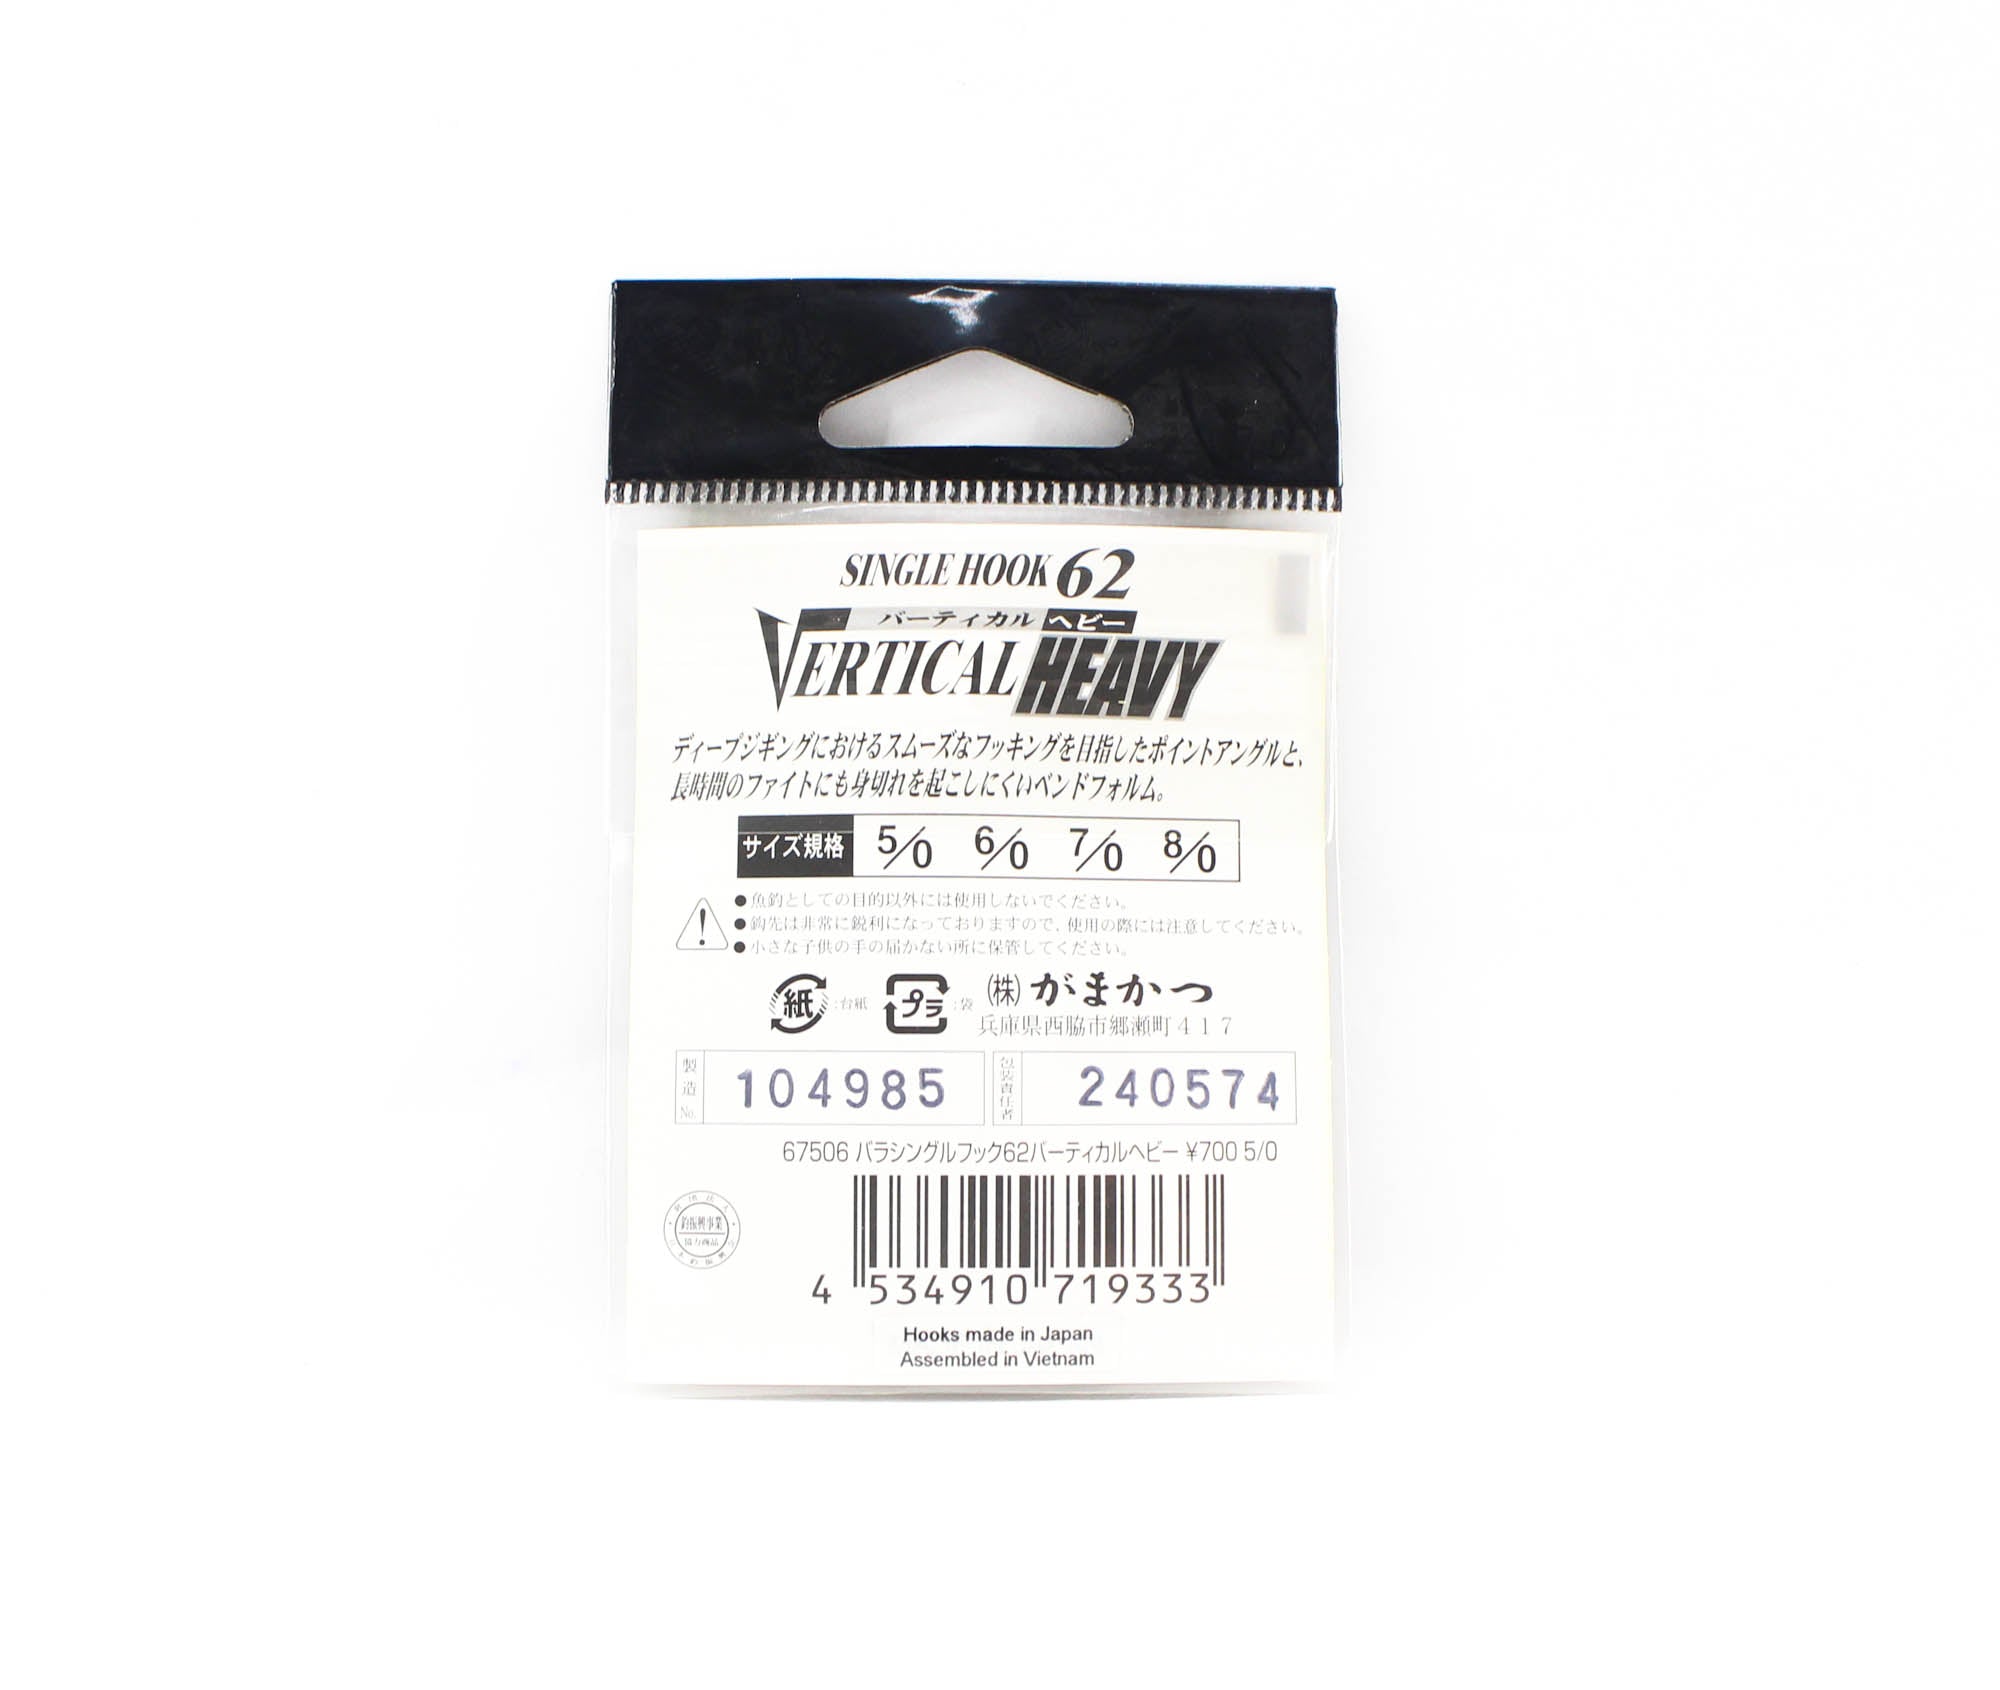 SINGLE HOOK 62
バーティカル ヘビー
VERTICAL HEAVY
ディープジギングにおけるスムーズなフッキングを目指したポイントアングルと、
長時間のファイトにも身切れを起こしにくいベンドフォルム。
サイズ規格 5/0 6/0 7/0 8/0
●魚釣としての目的以外には使用しないでください。
●鈎先は非常に鋭利になっておりますので、使用の際には注意してください。
●小さな子供の手の届かない所に保管してください。
紙 :台紙 プラ :袋 (株)がまかつ
兵庫県西脇市郷瀬町417
製造No. 104985 包装責任者 240574
67506 バラシングルフック62バーティカルヘビー ¥700 5/0
釣振興事業
協力商品
4 534910 719333
Hooks made in Japan
Assembled in Vietnam